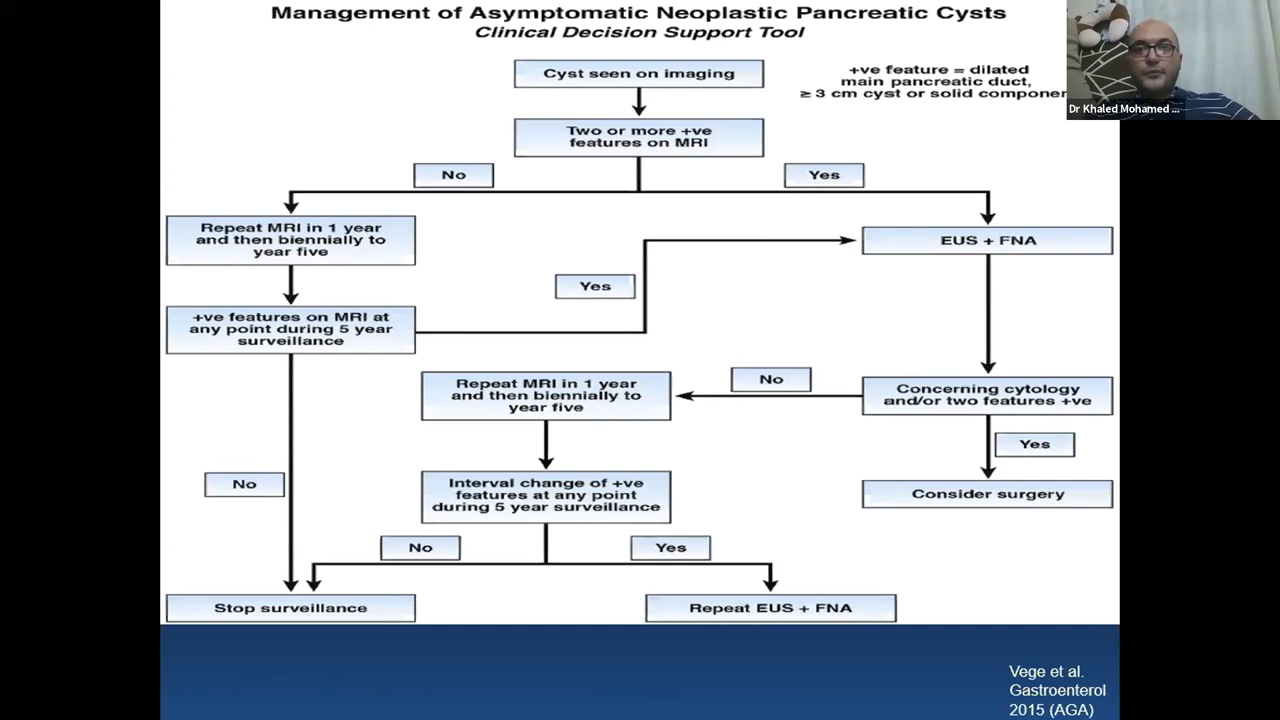 Management of Asymptomatic Neoplastic Pancreatic Cysts
Clinical Decision Support Tool
Cyst seen on imaging
+ve feature = dilated
main pancreatic duct,
≥ 3 cm cyst or solid
Dr Khaled Mohamed ...
Two or more +ve
features on MRI
No
Yes
Repeat MRI in 1 year
and then biennially to
year five
EUS + FNA
Yes
+ve features on MRI at
any point during 5 year
surveillance
Repeat MRI in 1 year
and then biennially to
year five
No
Concerning cytology
and/or two features +ve
Yes
No
Interval change of +ve
features at any point
during 5 year surveillance
Consider surgery
No
Yes
Stop surveillance
Repeat EUS + FNA
Vege et al.
Gastroenterol
2015 (AGA)